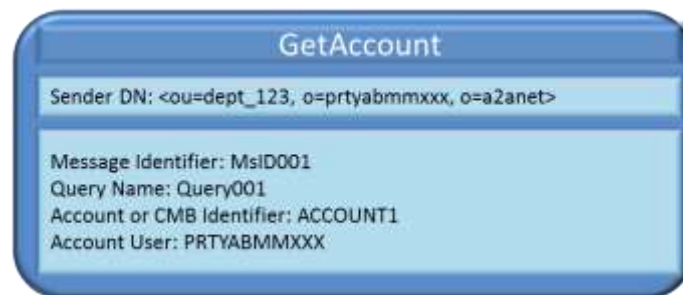 GetAccount
Sender DN: <ou=dept_123, o=prtyabmmxxx, o=a2anet>
Message Identifier: MsID001
Query Name: Query001
Account or CMB Identifier: ACCOUNT1
Account User: PRTYABMMXXX